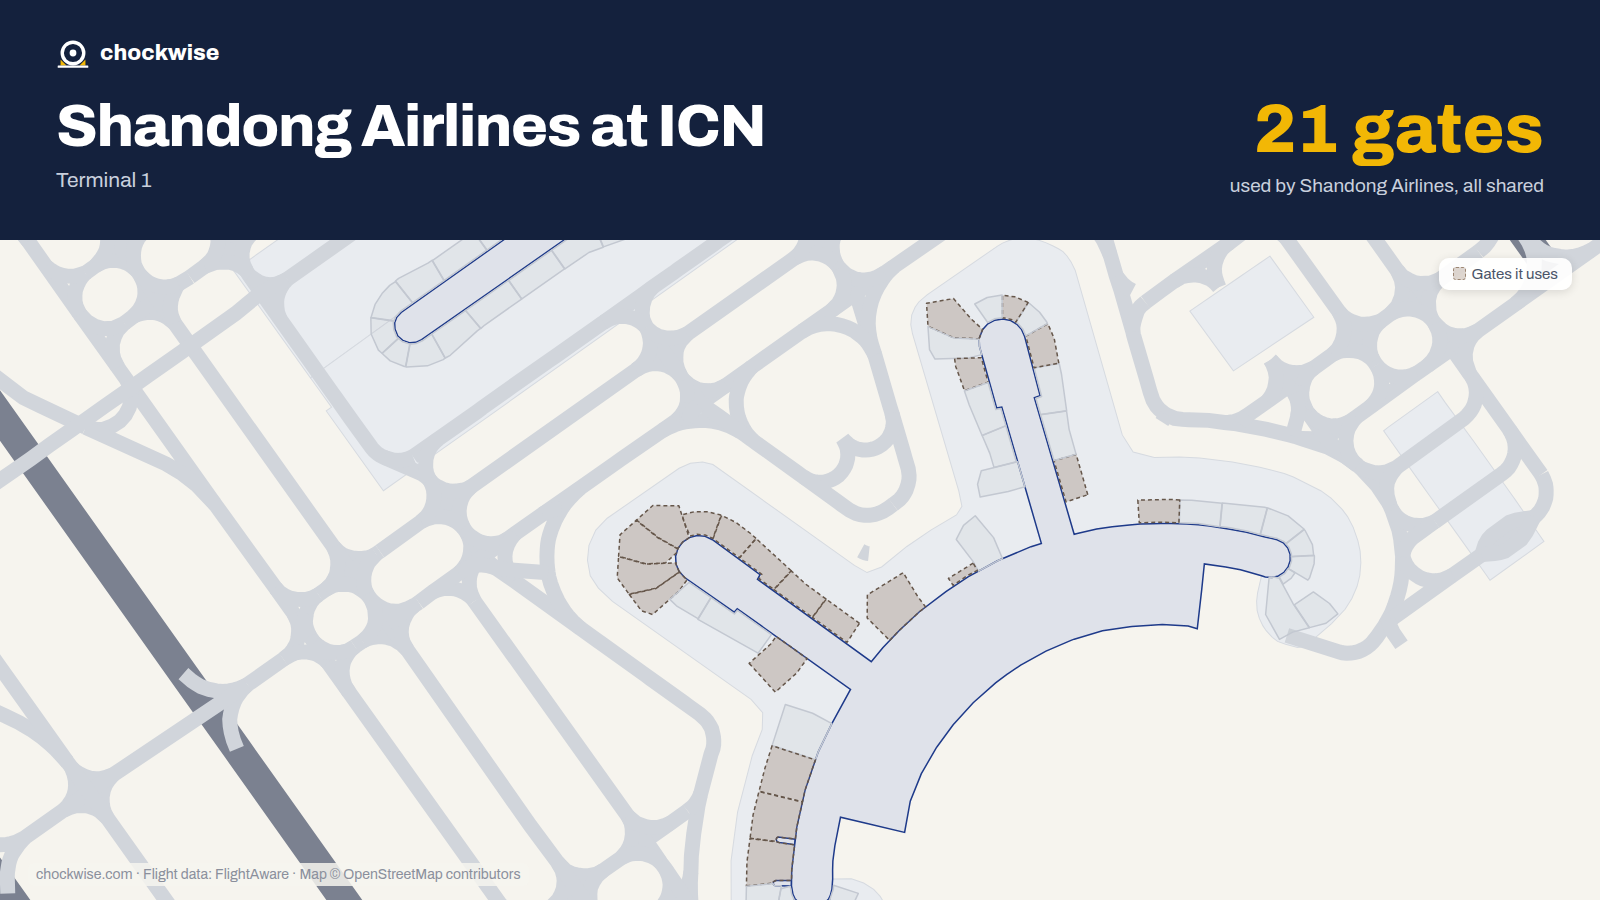 chockwise
Shandong Airlines at ICN
Terminal 1
21 gates
used by Shandong Airlines, all shared
Gates it uses
chockwise.com · Flight data: FlightAware · Map © OpenStreetMap contributors